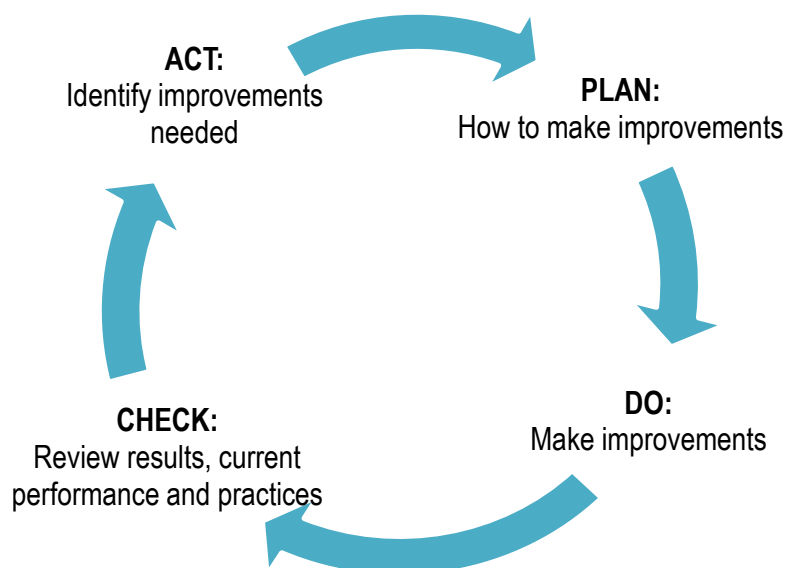 ACT:
Identify improvements
needed
PLAN:
How to make improvements
DO:
Make improvements
CHECK:
Review results, current
performance and practices